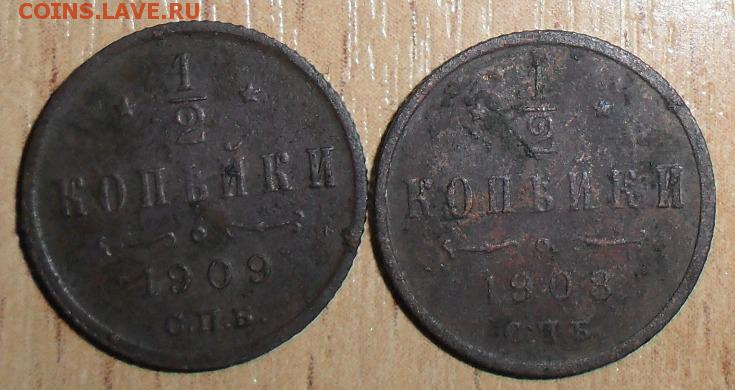 COINS.LAVE.RU
1
2
КОПѢЙКИ
1909
С.П.Б.
1
2
КОПѢЙКИ
1908
С.П.Б.